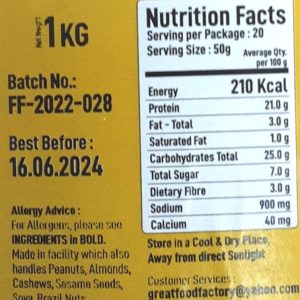 Net Weight
1 KG
Batch No.:
FF-2022-028
Best Before :
16.06.2024
Allergy Advice :
For Allergens, please see
INGREDIENTS in BOLD.
Made in facility which also
handles Peanuts, Almonds,
Cashews, Sesame Seeds,
Soya, Brazil Nuts
Nutrition Facts
Serving per Package : 20
Serving Size : 50g
Average Qty.
per 100 g
Energy 210 Kcal
Protein 21.0 g
Fat - Total 3.0 g
Saturated Fat 1.0 g
Carbohydrates Total 25.0 g
Total Sugar 7.0 g
Dietary Fibre 3.0 g
Sodium 900 mg
Calcium 40 mg
Store in a Cool & Dry Place,
Away from direct Sunlight
Customer Services :
greatfoodfactory@yahoo.com